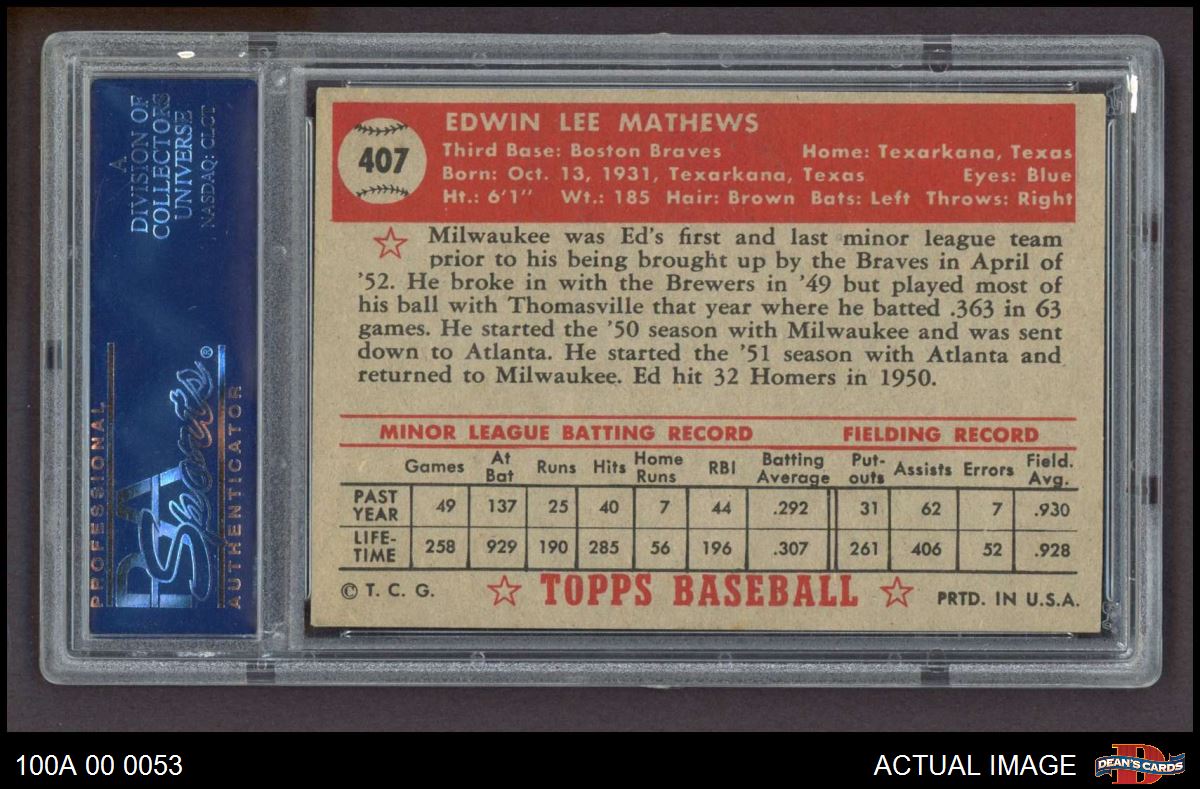 A
DIVISION OF
COLLECTORS
UNIVERSE
NASDAQ: CLCT
PROFESSIONAL
PSA
Sports®
AUTHENTICATOR
407
EDWIN LEE MATHEWS
Third Base: Boston Braves Home: Texarkana, Texas
Born: Oct. 13, 1931, Texarkana, Texas Eyes: Blue
Ht.: 6'1" Wt.: 185 Hair: Brown Bats: Left Throws: Right
Milwaukee was Ed's first and last minor league team
prior to his being brought up by the Braves in April of
'52. He broke in with the Brewers in '49 but played most of
his ball with Thomasville that year where he batted .363 in 63
games. He started the '50 season with Milwaukee and was sent
down to Atlanta. He started the '51 season with Atlanta and
returned to Milwaukee. Ed hit 32 Homers in 1950.
MINOR LEAGUE BATTING RECORD FIELDING RECORD
Games At Bat Runs Hits Home Runs RBI Batting Average Put-outs Assists Errors Field. Avg.
PAST YEAR 49 137 25 40 7 44 .292 31 62 7 .930
LIFE-TIME 258 929 190 285 56 196 .307 261 406 52 .928
© T. C. G. TOPPS BASEBALL PRTD. IN U.S.A.
100A 00 0053 ACTUAL IMAGE DEAN'S CARDS